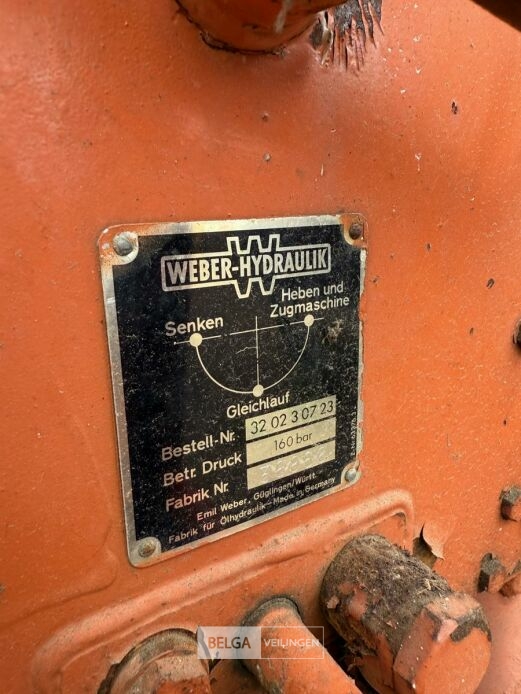 WEBER-HYDRAULIK
Senken
Heben und
Zugmaschine
Gleichlauf
Bestell-Nr. 32 02 3 07 23
Betr. Druck 160 bar
Fabrik Nr.
Emil Weber, Güglingen/Württ.
Fabrik für Ölhydraulik-Made in Germany
BELGA VEILINGEN